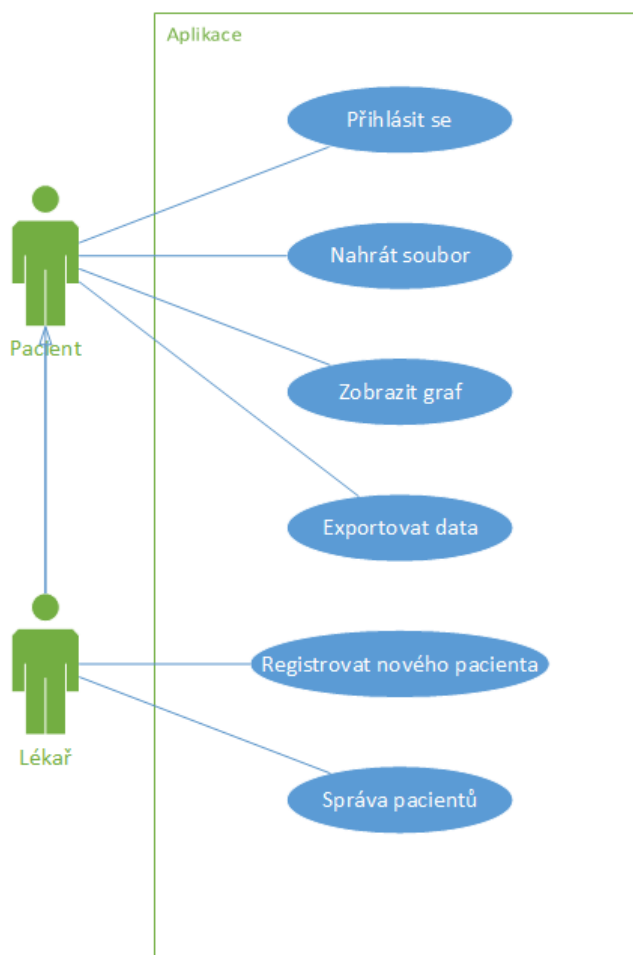 Aplikace
Přihlásit se
Nahrát soubor
Pacient
Zobrazit graf
Exportovat data
Registrovat nového pacienta
Lékař
Správa pacientů